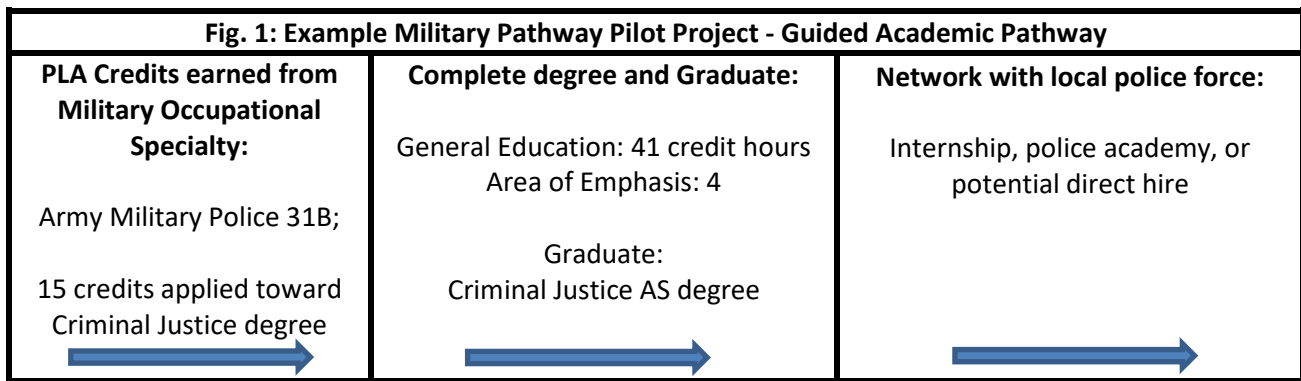 Fig. 1: Example Military Pathway Pilot Project - Guided Academic Pathway
PLA Credits earned from
Military Occupational
Specialty:
Army Military Police 31B;
15 credits applied toward
Criminal Justice degree
Complete degree and Graduate:
General Education: 41 credit hours
Area of Emphasis: 4
Graduate:
Criminal Justice AS degree
Network with local police force:
Internship, police academy, or
potential direct hire